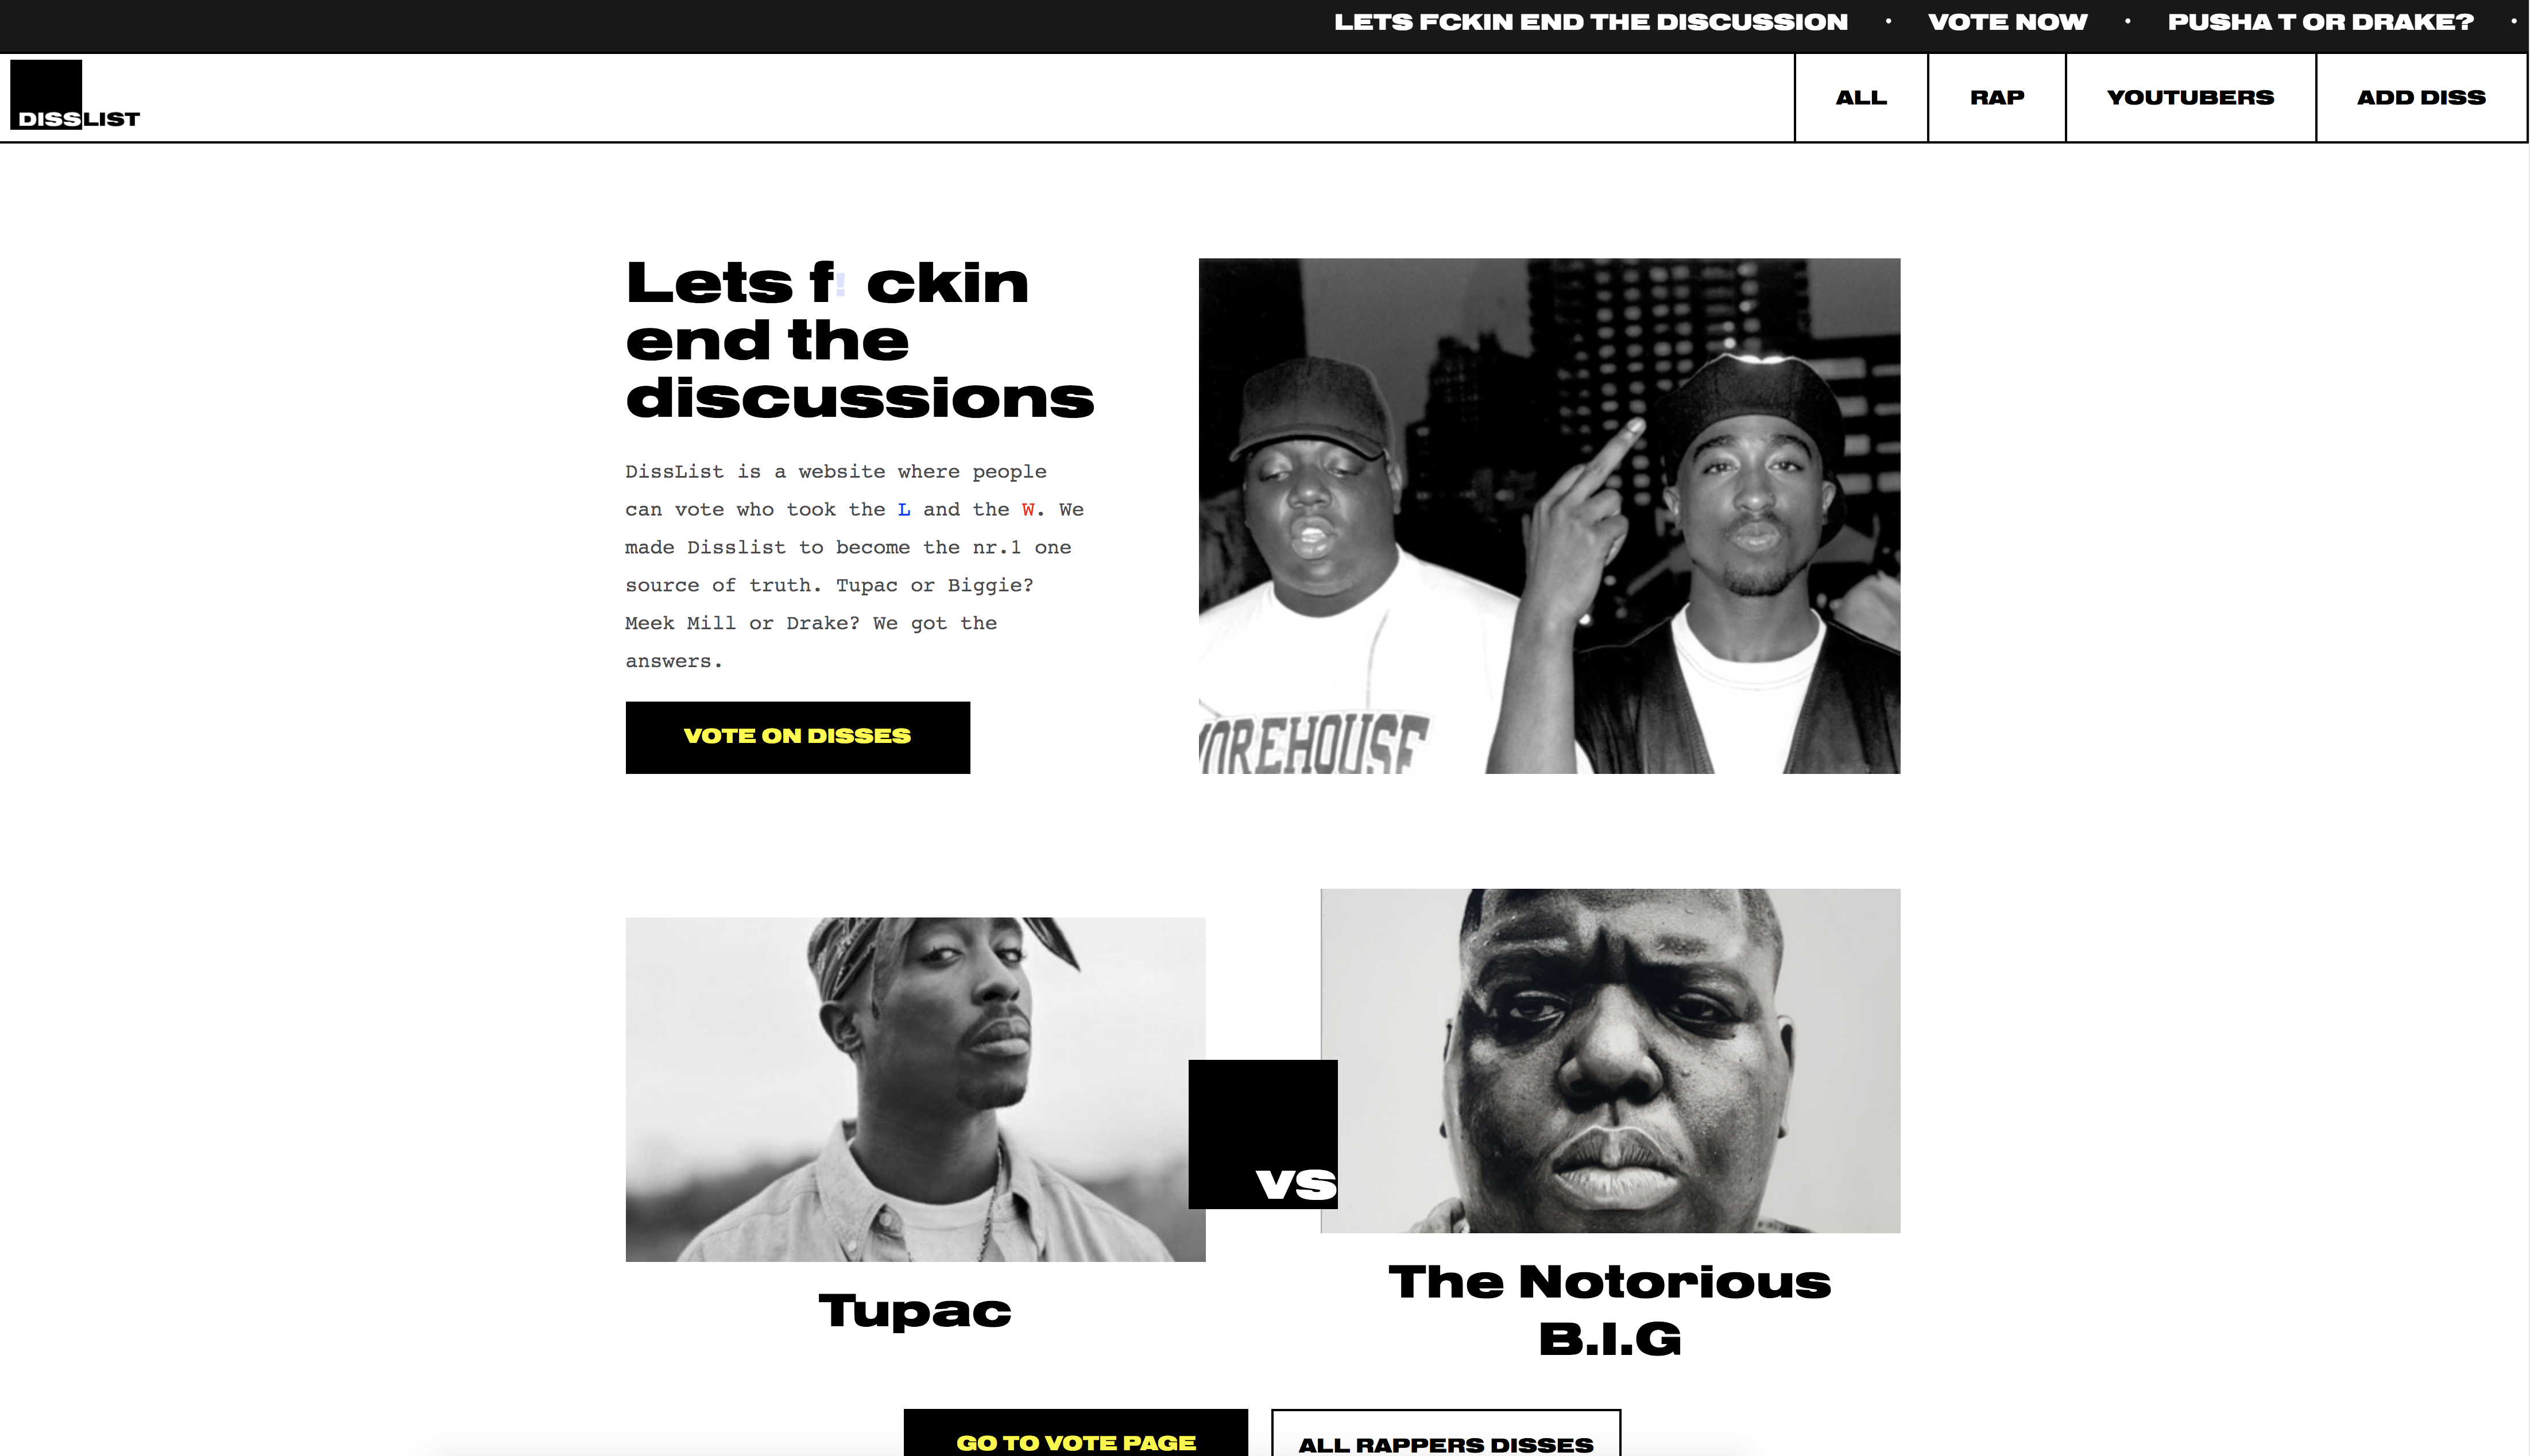 LETS FCKIN END THE DISCUSSION • VOTE NOW • PUSHA T OR DRAKE? •
DISSLIST
ALL
RAP
YOUTUBERS
ADD DISS
Lets f! ckin
end the
discussions
DissList is a website where people
can vote who took the L and the W. We
made Disslist to become the nr.1 one
source of truth. Tupac or Biggie?
Meek Mill or Drake? We got the
answers.
VOTE ON DISSES
OREHOUSE
VS
Tupac
The Notorious
B.I.G
GO TO VOTE PAGE
ALL RAPPERS DISSES